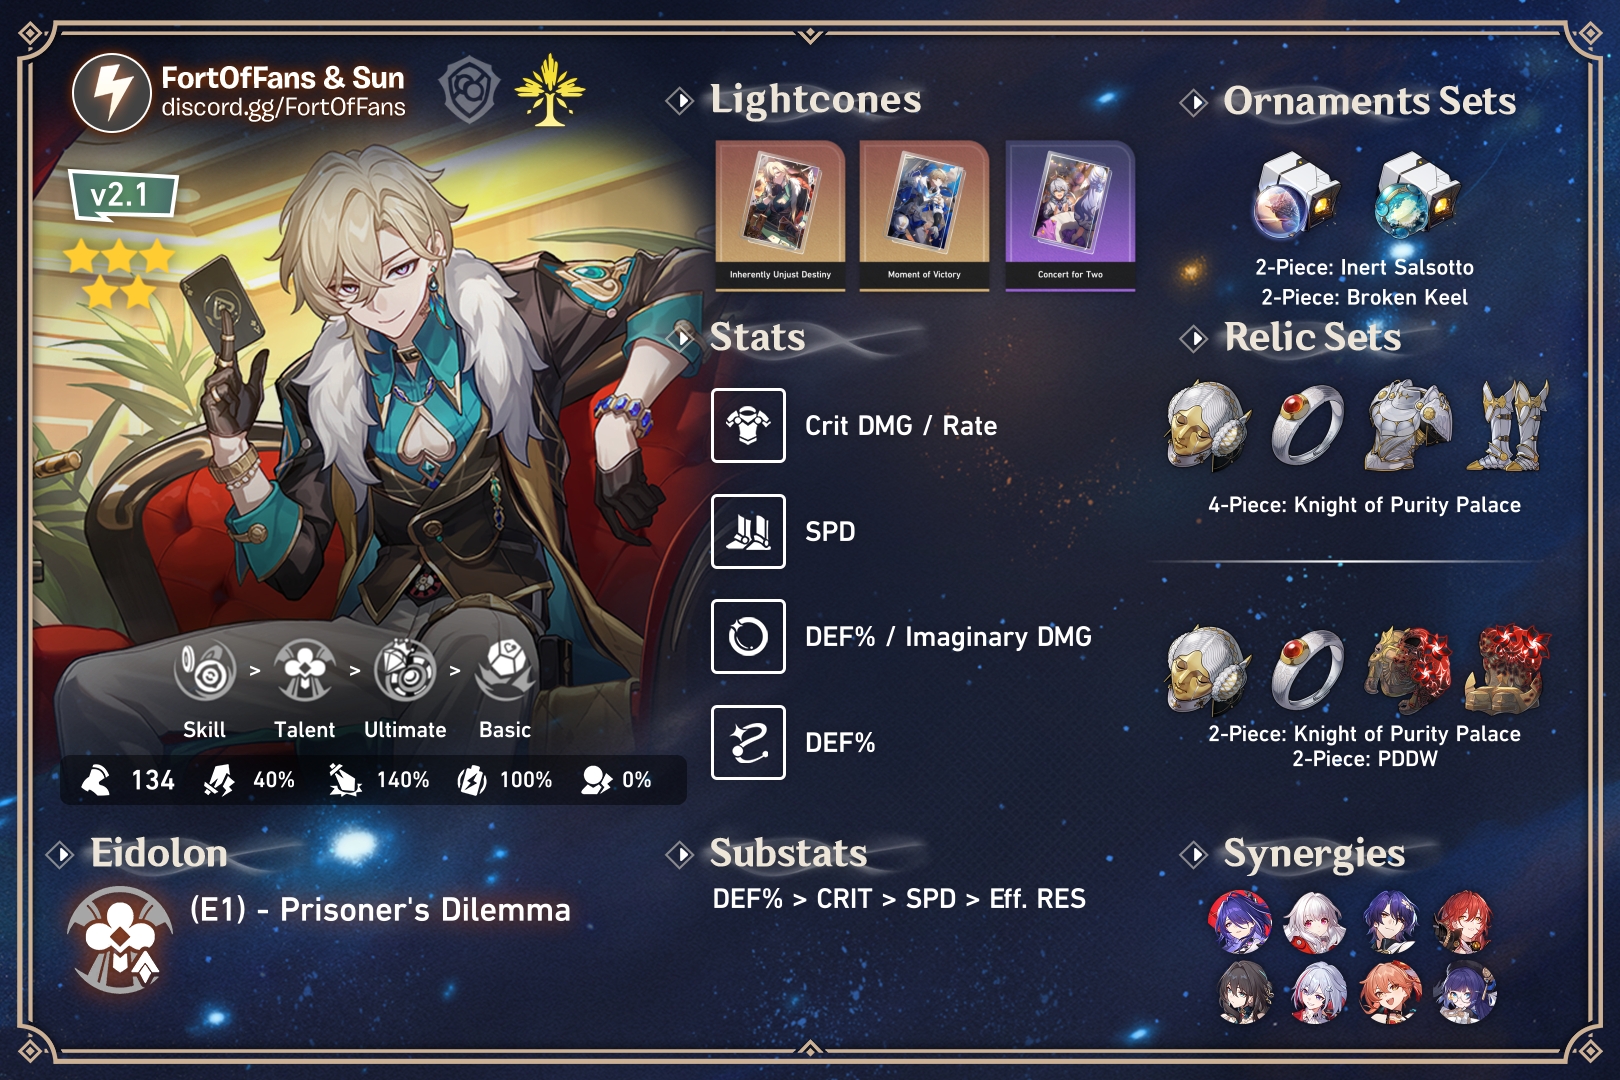 FortOfFans & Sun
discord.gg/FortOfFans
v2.1
Skill > Talent > Ultimate > Basic
134 40% 140% 100% 0%
Eidolon
(E1) - Prisoner's Dilemma
Lightcones
Inherently Unjust Destiny
Moment of Victory
Concert for Two
Stats
Crit DMG / Rate
SPD
DEF% / Imaginary DMG
DEF%
Substats
DEF% > CRIT > SPD > Eff. RES
Ornaments Sets
2-Piece: Inert Salsotto
2-Piece: Broken Keel
Relic Sets
4-Piece: Knight of Purity Palace
2-Piece: Knight of Purity Palace
2-Piece: PDDW
Synergies